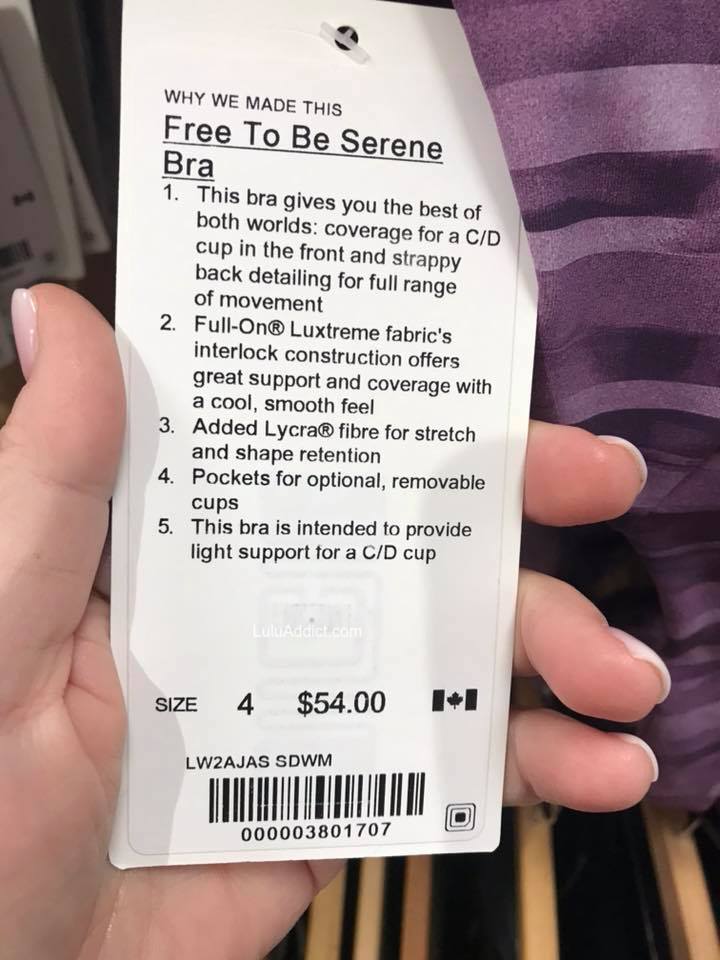 WHY WE MADE THIS
Free To Be Serene
Bra
1. This bra gives you the best of
both worlds: coverage for a C/D
cup in the front and strappy
back detailing for full range
of movement
2. Full-On® Luxtreme fabric's
interlock construction offers
great support and coverage with
a cool, smooth feel
3. Added Lycra® fibre for stretch
and shape retention
4. Pockets for optional, removable
cups
5. This bra is intended to provide
light support for a C/D cup
LuluAddict.com
SIZE 4 $54.00
LW2AJAS SDWM
000003801707